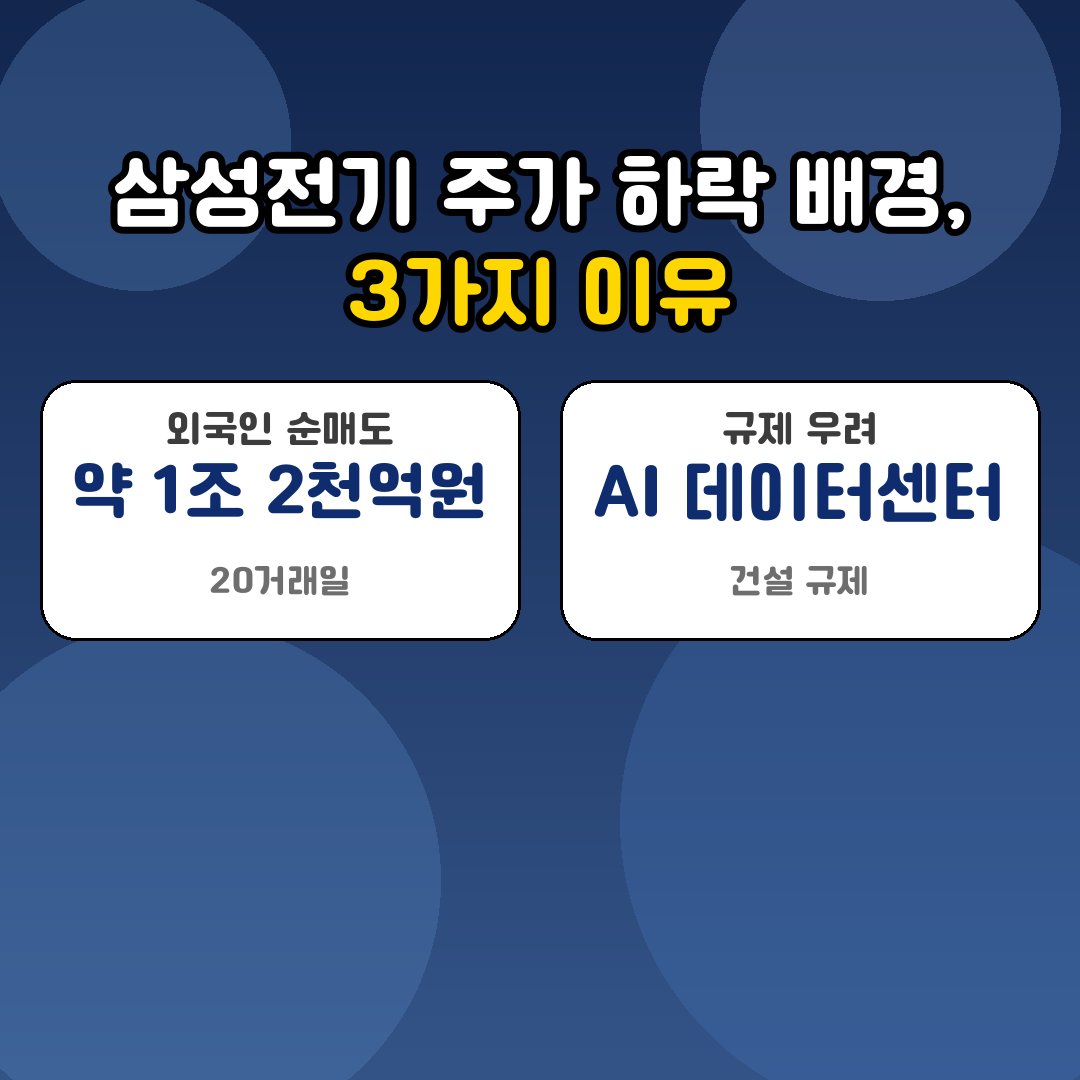 삼성전기 주가 하락 배경,
3가지 이유
외국인 순매도
약 1조 2천억원
20거래일
규제 우려
AI 데이터센터
건설 규제